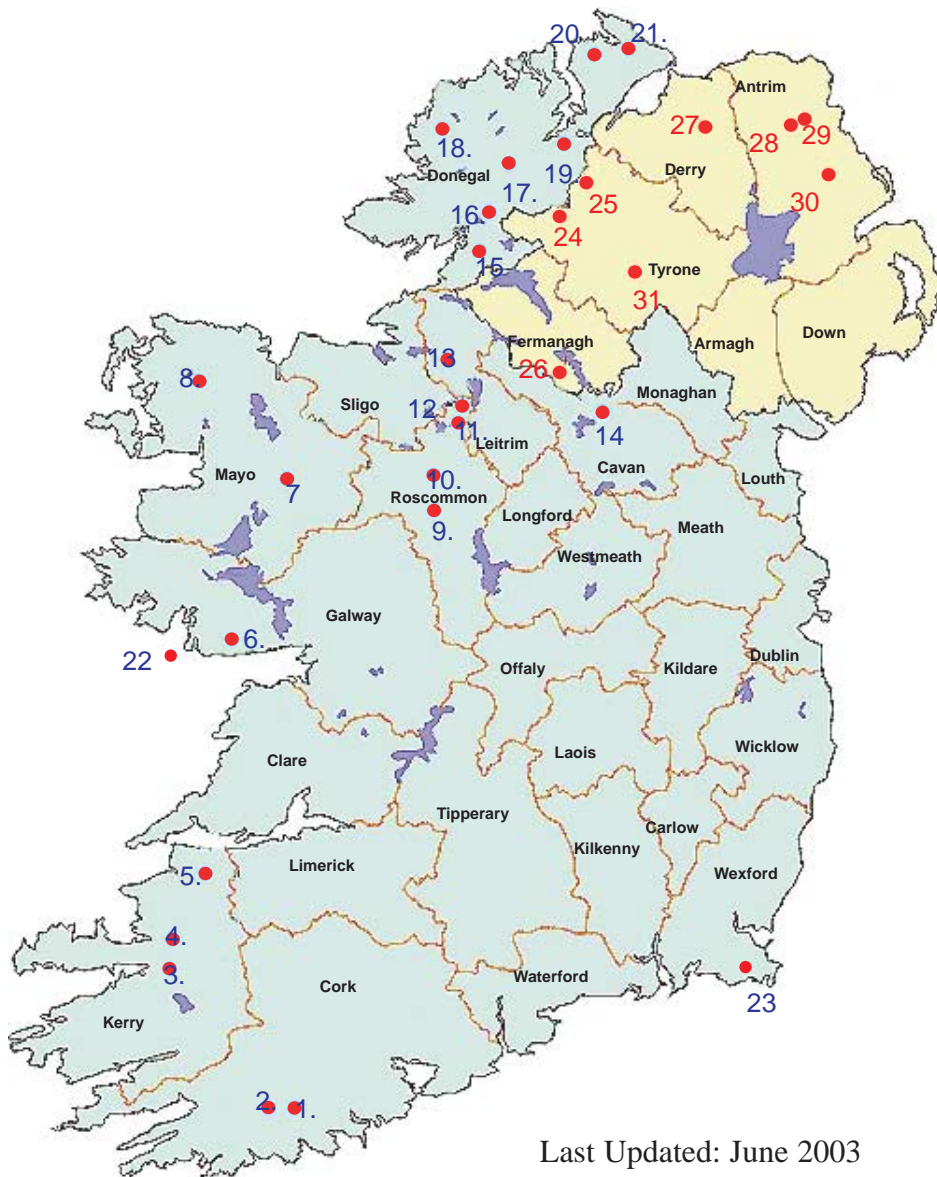 20.
21.
Antrim
18.
Donegal
17.
19.
27
28
29
Derry
25
30
16.
24
15
Tyrone
31
Fermanagh
Armagh
Down
26
8.
13
Sligo
Monaghan
12
11.
Leitrim
14
Cavan
Louth
Mayo
7
10.
Roscommon
9.
Longford
Meath
Westmeath
Galway
6.
22
Offaly
Kildare
Dublin
Clare
Laois
Wicklow
Tipperary
Carlow
Kilkenny
Limerick
Wexford
5.
4.
3.
Cork
Waterford
Kerry
23
2.
1.
Last Updated: June 2003